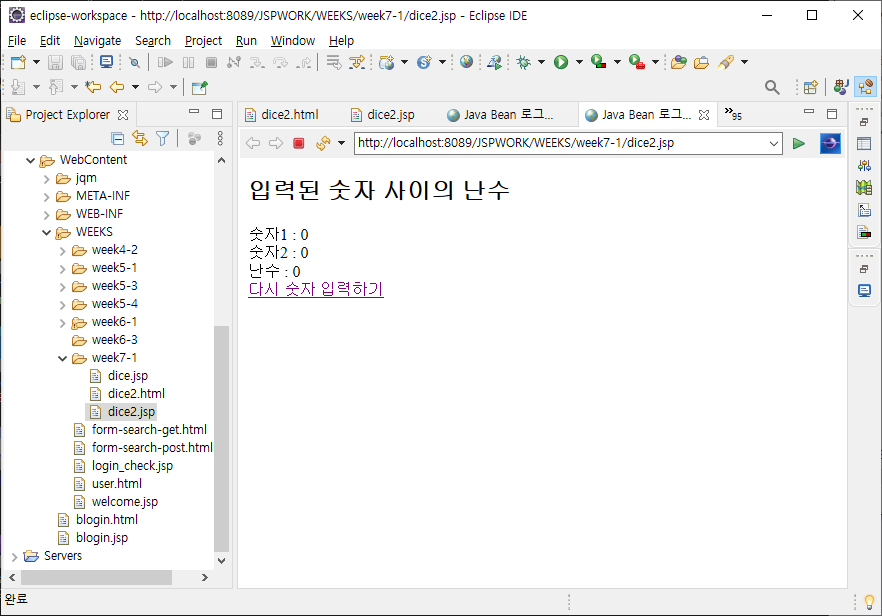 eclipse-workspace - http://localhost:8089/JSPWORK/WEEKS/week7-1/dice2.jsp - Eclipse IDE
File Edit Navigate Search Project Run Window Help
Project Explorer
WebContent
jqm
META-INF
WEB-INF
WEEKS
week4-2
week5-1
week5-3
week5-4
week6-1
week6-3
week7-1
dice.jsp
dice2.html
dice2.jsp
form-search-get.html
form-search-post.html
login_check.jsp
user.html
welcome.jsp
blogin.html
blogin.jsp
Servers
dice2.html dice2.jsp Java Bean 로그... Java Bean 로그... »95
http://localhost:8089/JSPWORK/WEEKS/week7-1/dice2.jsp
입력된 숫자 사이의 난수
숫자1 : 0
숫자2 : 0
난수 : 0
다시 숫자 입력하기
완료